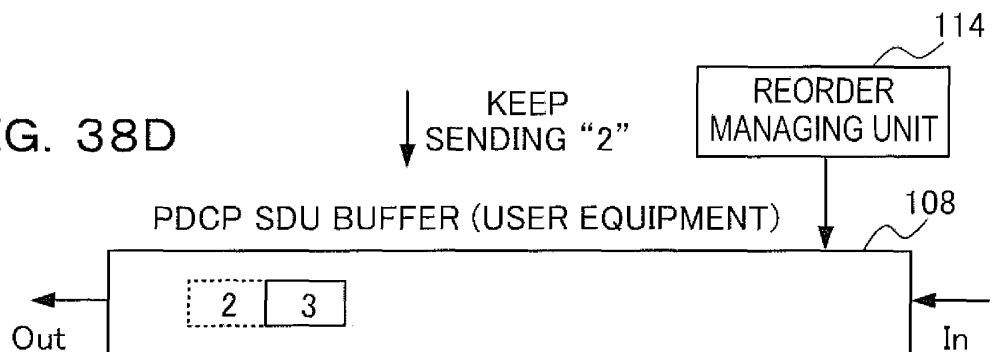 114
REORDER
MANAGING UNIT
KEEP
SENDING “2”
G. 38D
PDCP SDU BUFFER (USER EQUIPMENT)
108
2 3
Out
In